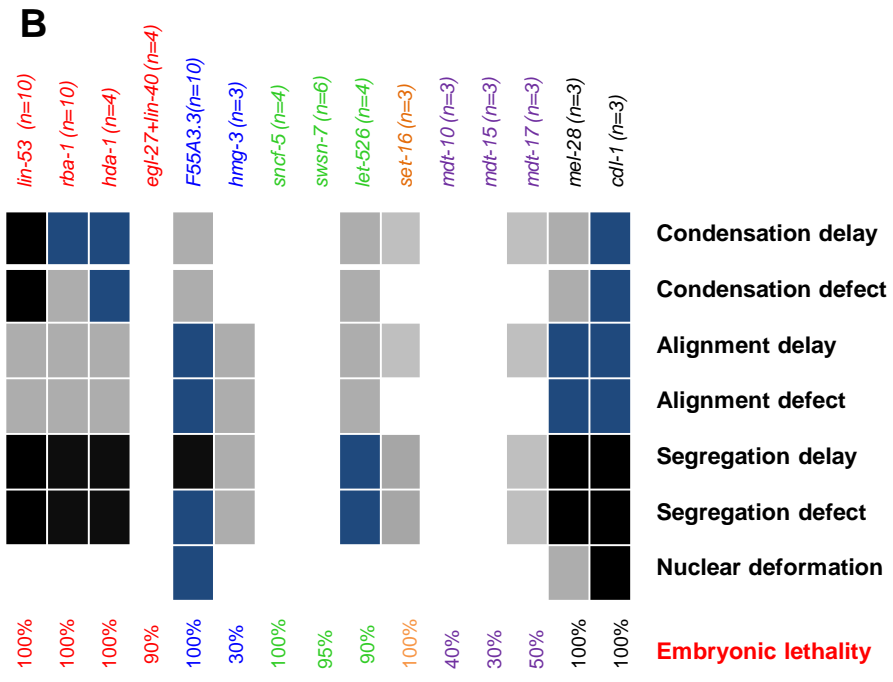 B
lin-53 (n=10)
rba-1 (n=10)
hda-1 (n=4)
egl-27+lin-40 (n=4)
F55A3.3(n=10)
hmg-3 (n=3)
sncf-5 (n=4)
swsn-7 (n=6)
let-526 (n=4)
set-16 (n=3)
mdt-10 (n=3)
mdt-15 (n=3)
mdt-17 (n=3)
mel-28 (n=3)
cdl-1 (n=3)
Condensation delay
Condensation defect
Alignment delay
Alignment defect
Segregation delay
Segregation defect
Nuclear deformation
100%
100%
100%
90%
100%
30%
100%
95%
90%
100%
40%
30%
50%
100%
100%
Embryonic lethality